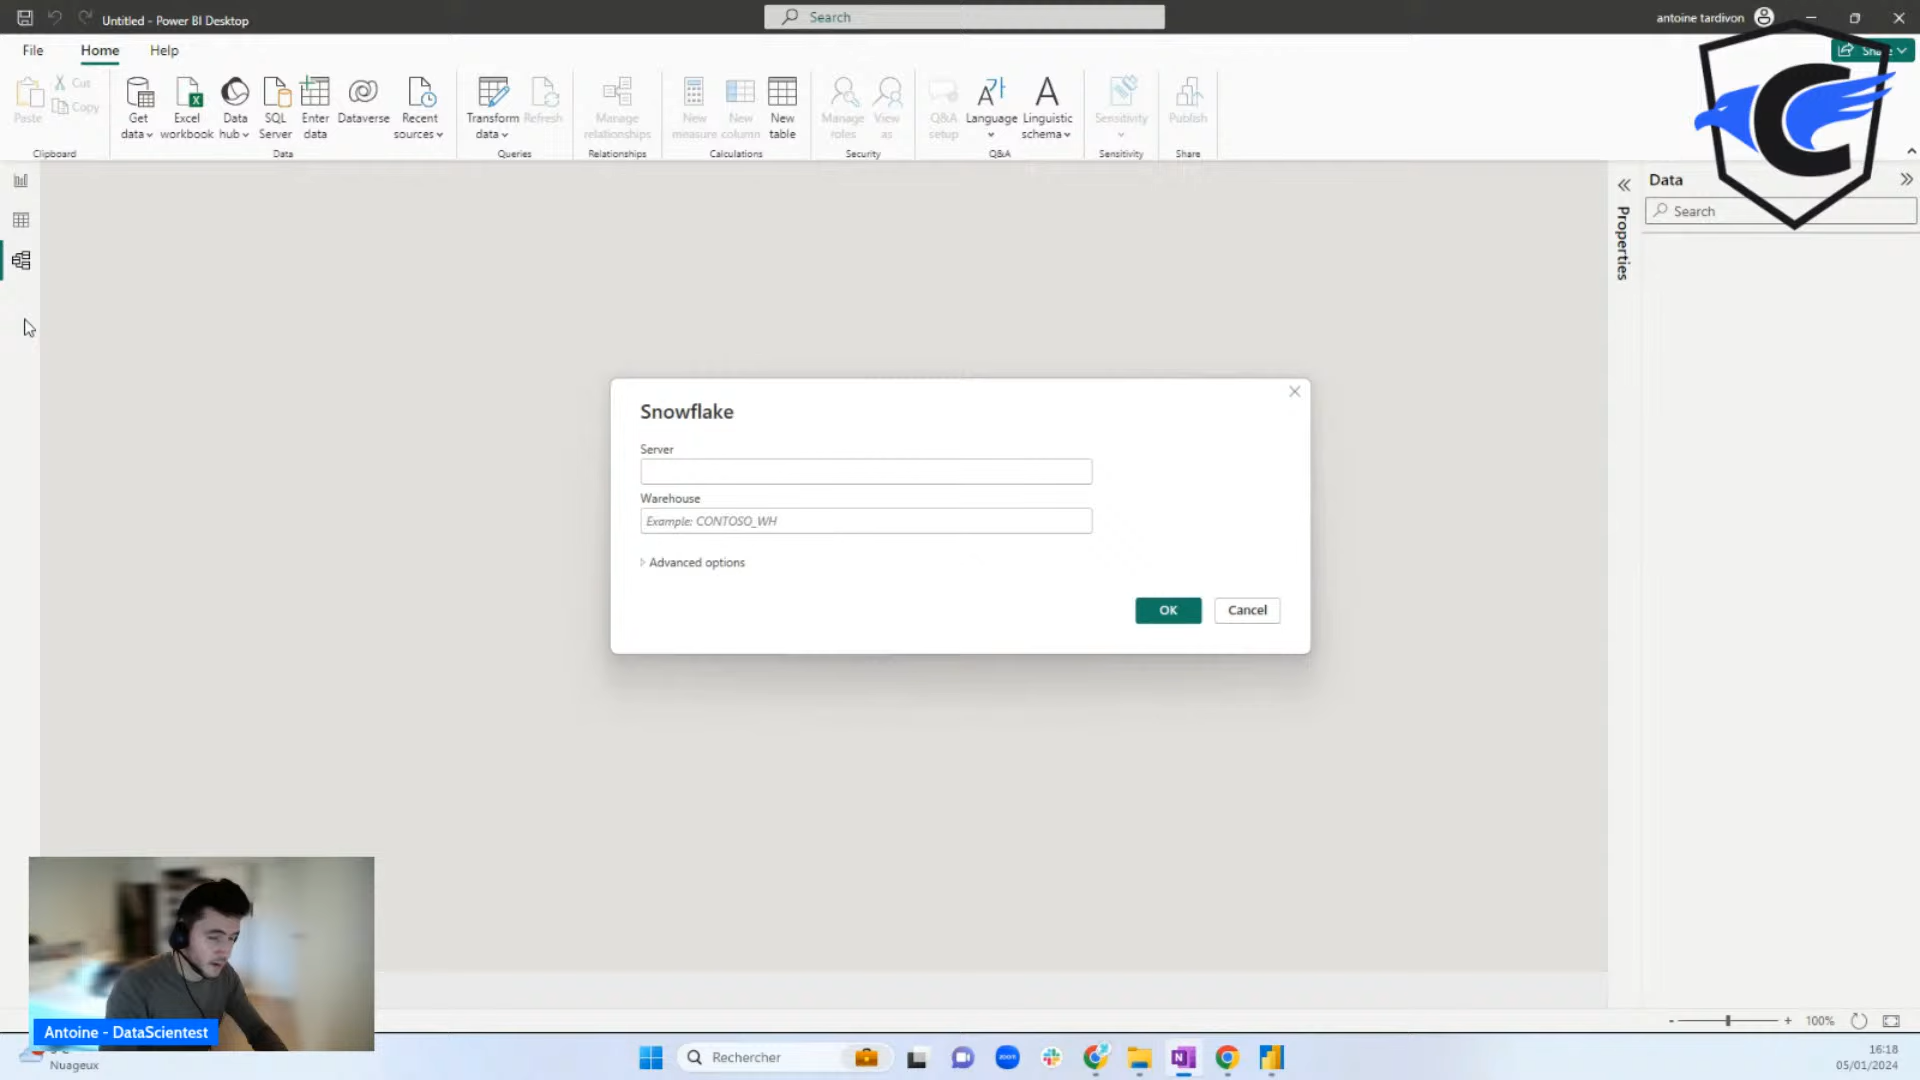 Untitled - Power BI Desktop
Search
antoine tardivon
File
Home
Help
Share
Paste
Cut
Copy
Clipboard
Get data
Excel workbook
Data hub
SQL Server
Enter data
Dataverse
Recent sources
Data
Transform data
Refresh
Queries
Manage relationships
Relationships
New measure
New column
New table
Calculations
Manage roles
View as
Security
Q&A setup
Language
Linguistic schema
Q&A
Sensitivity
Sensitivity
Publish
Share
C
Data
Search
Properties
Snowflake
Server
Warehouse
Example: CONTOSO_WH
Advanced options
OK
Cancel
Antoine - DataScientest
Nuageux
- + 100%
Rechercher
zoom
N
16:18
05/01/2024